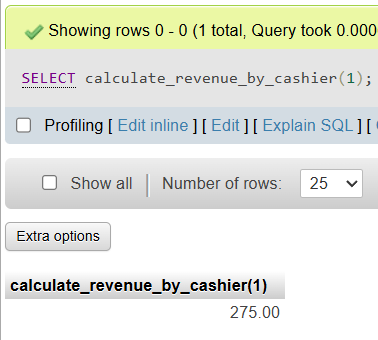 Showing rows 0 - 0 (1 total, Query took 0.000
SELECT calculate_revenue_by_cashier(1);
Profiling [ Edit inline ] [ Edit ] [ Explain SQL ] [
Show all Number of rows: 25
Extra options
calculate_revenue_by_cashier(1)
275.00